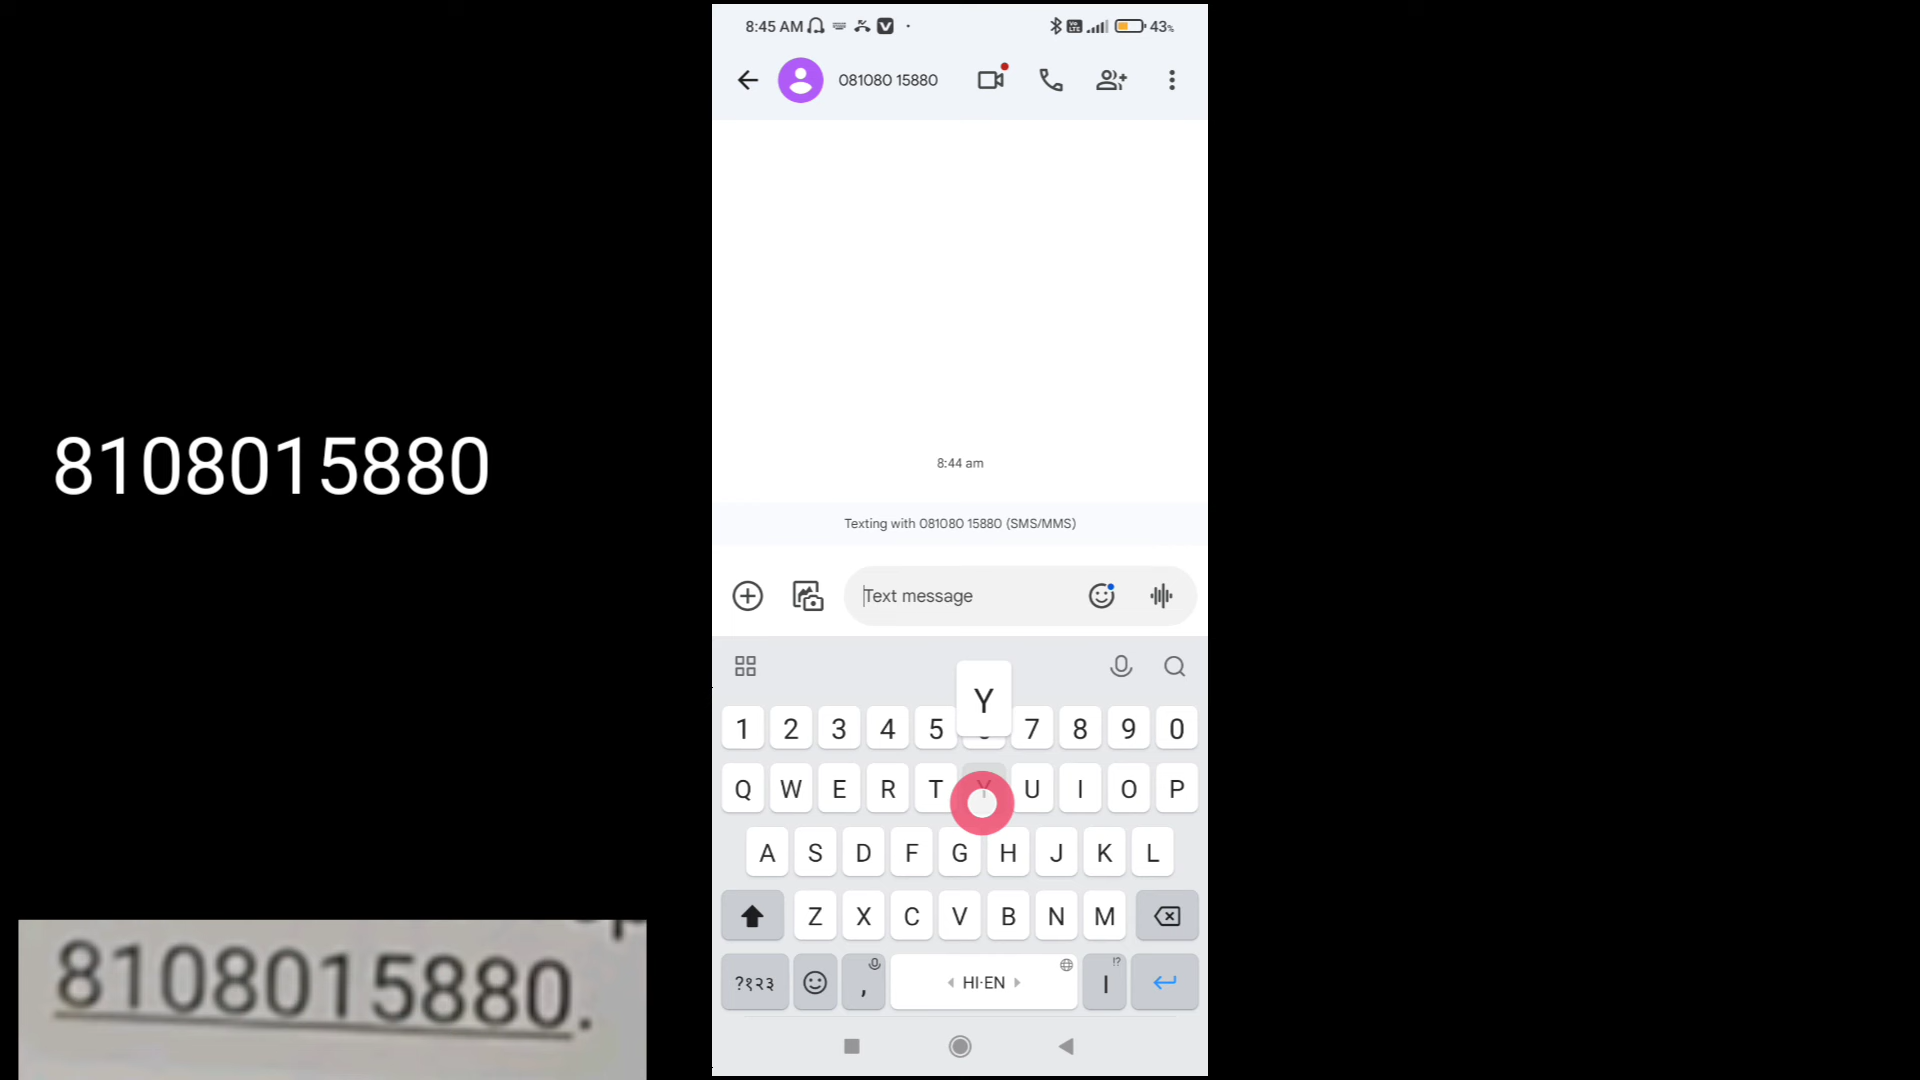 8:45 AM
43%
081080 15880
8108015880
8:44 am
Texting with 081080 15880 (SMS/MMS)
Text message
Y
1 2 3 4 5 7 8 9 0
Q W E R T Y U I O P
A S D F G H J K L
Z X C V B N M
?१२३ , HI·EN !? |
8108015880.